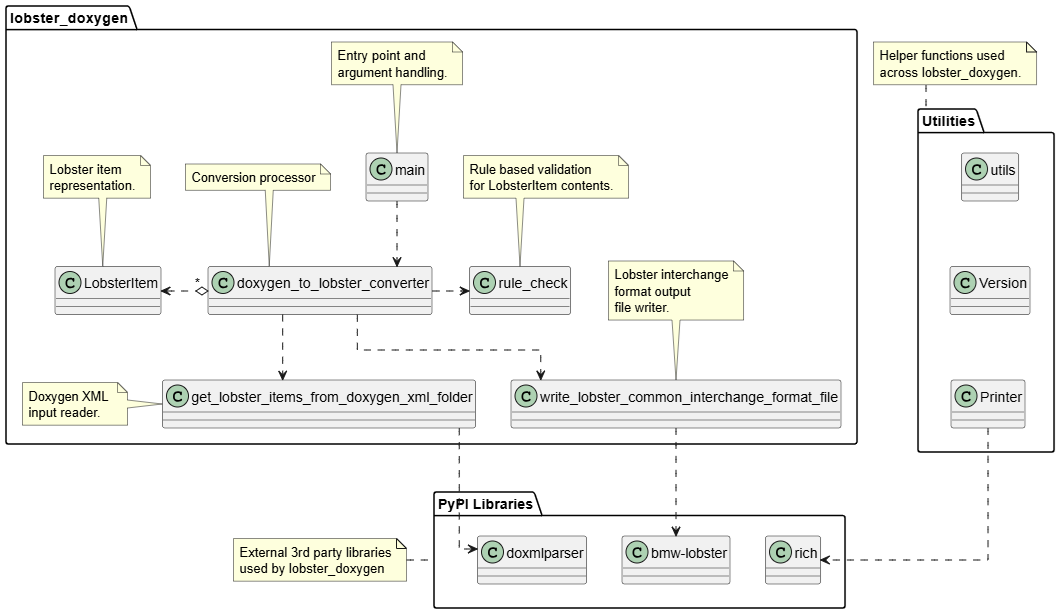 lobster_doxygen
Entry point and
argument handling.
Helper functions used
across lobster_doxygen.
Utilities
Lobster item
representation.
Conversion processor
C main
Rule based validation
for LobsterItem contents.
C utils
C LobsterItem
*
C doxygen_to_lobster_converter
C rule_check
Lobster interchange
format output
file writer.
C Version
Doxygen XML
input reader.
C get_lobster_items_from_doxygen_xml_folder
C write_lobster_common_interchange_format_file
C Printer
PyPI Libraries
External 3rd party libraries
used by lobster_doxygen
C doxmlparser
C bmw-lobster
C rich